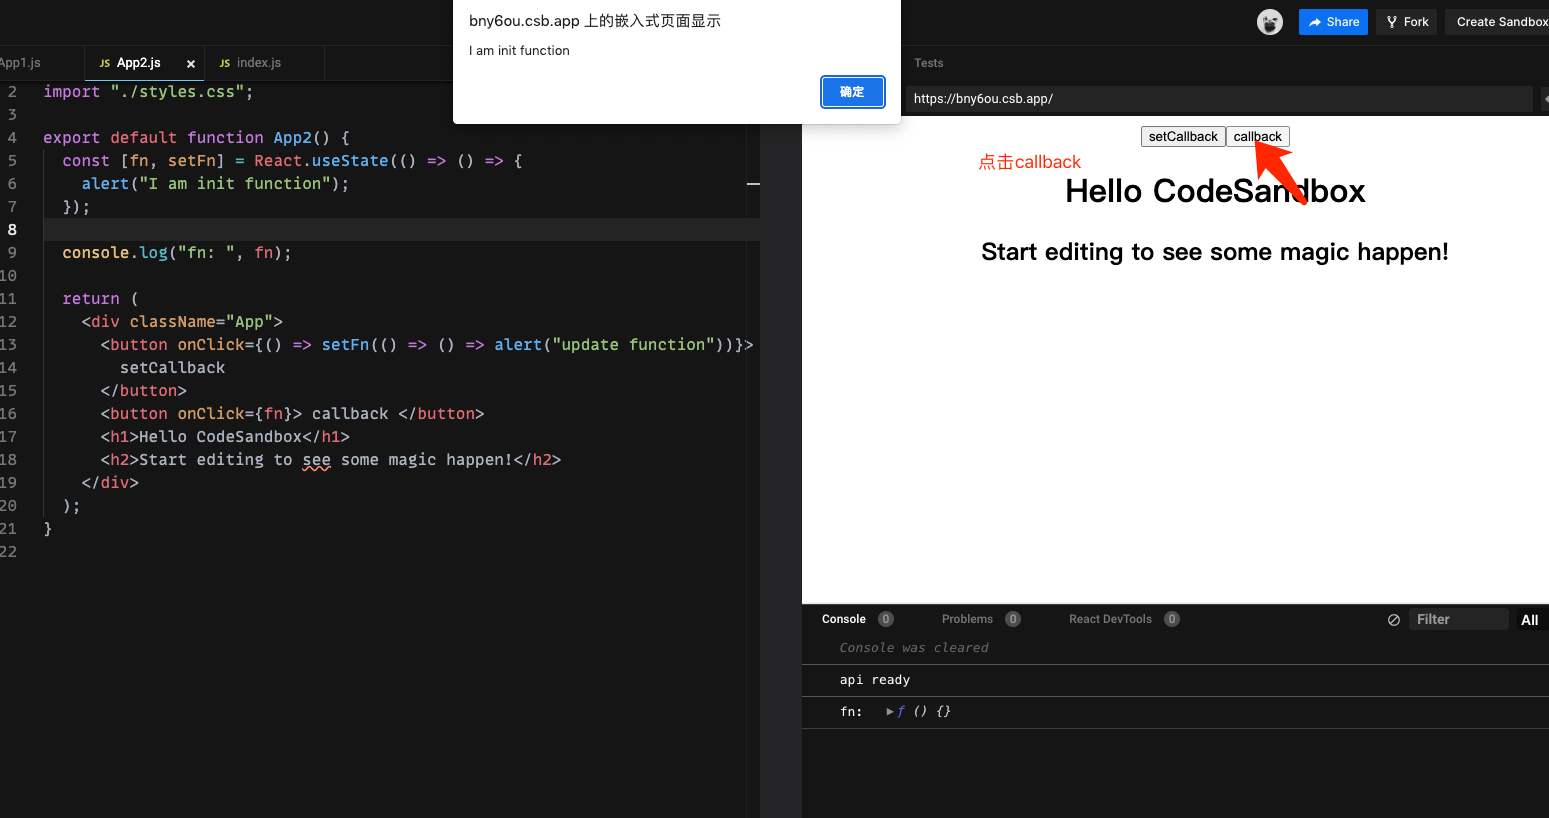 bny6ou.csb.app 上的嵌入式页面显示
I am init function
确定
Share
Fork
Create Sandbox
App1.js
JS App2.js x
JS index.js
Tests
https://bny6ou.csb.app/
2 import "./styles.css";
3
4 export default function App2() {
5 const [fn, setFn] = React.useState(() => () => {
6 alert("I am init function");
7 });
8
9 console.log("fn: ", fn);
10
11 return (
12 <div className="App">
13 <button onClick={() => setFn(() => () => alert("update function"))}>
14 setCallback
15 </button>
16 <button onClick={fn}> callback </button>
17 <h1>Hello CodeSandbox</h1>
18 <h2>Start editing to see some magic happen!</h2>
19 </div>
20 );
21 }
22
setCallback callback
点击callback
Hello CodeSandbox
Start editing to see some magic happen!
Console 0 Problems 0 React DevTools 0 Filter All
Console was cleared
api ready
fn: ▶ƒ () {}